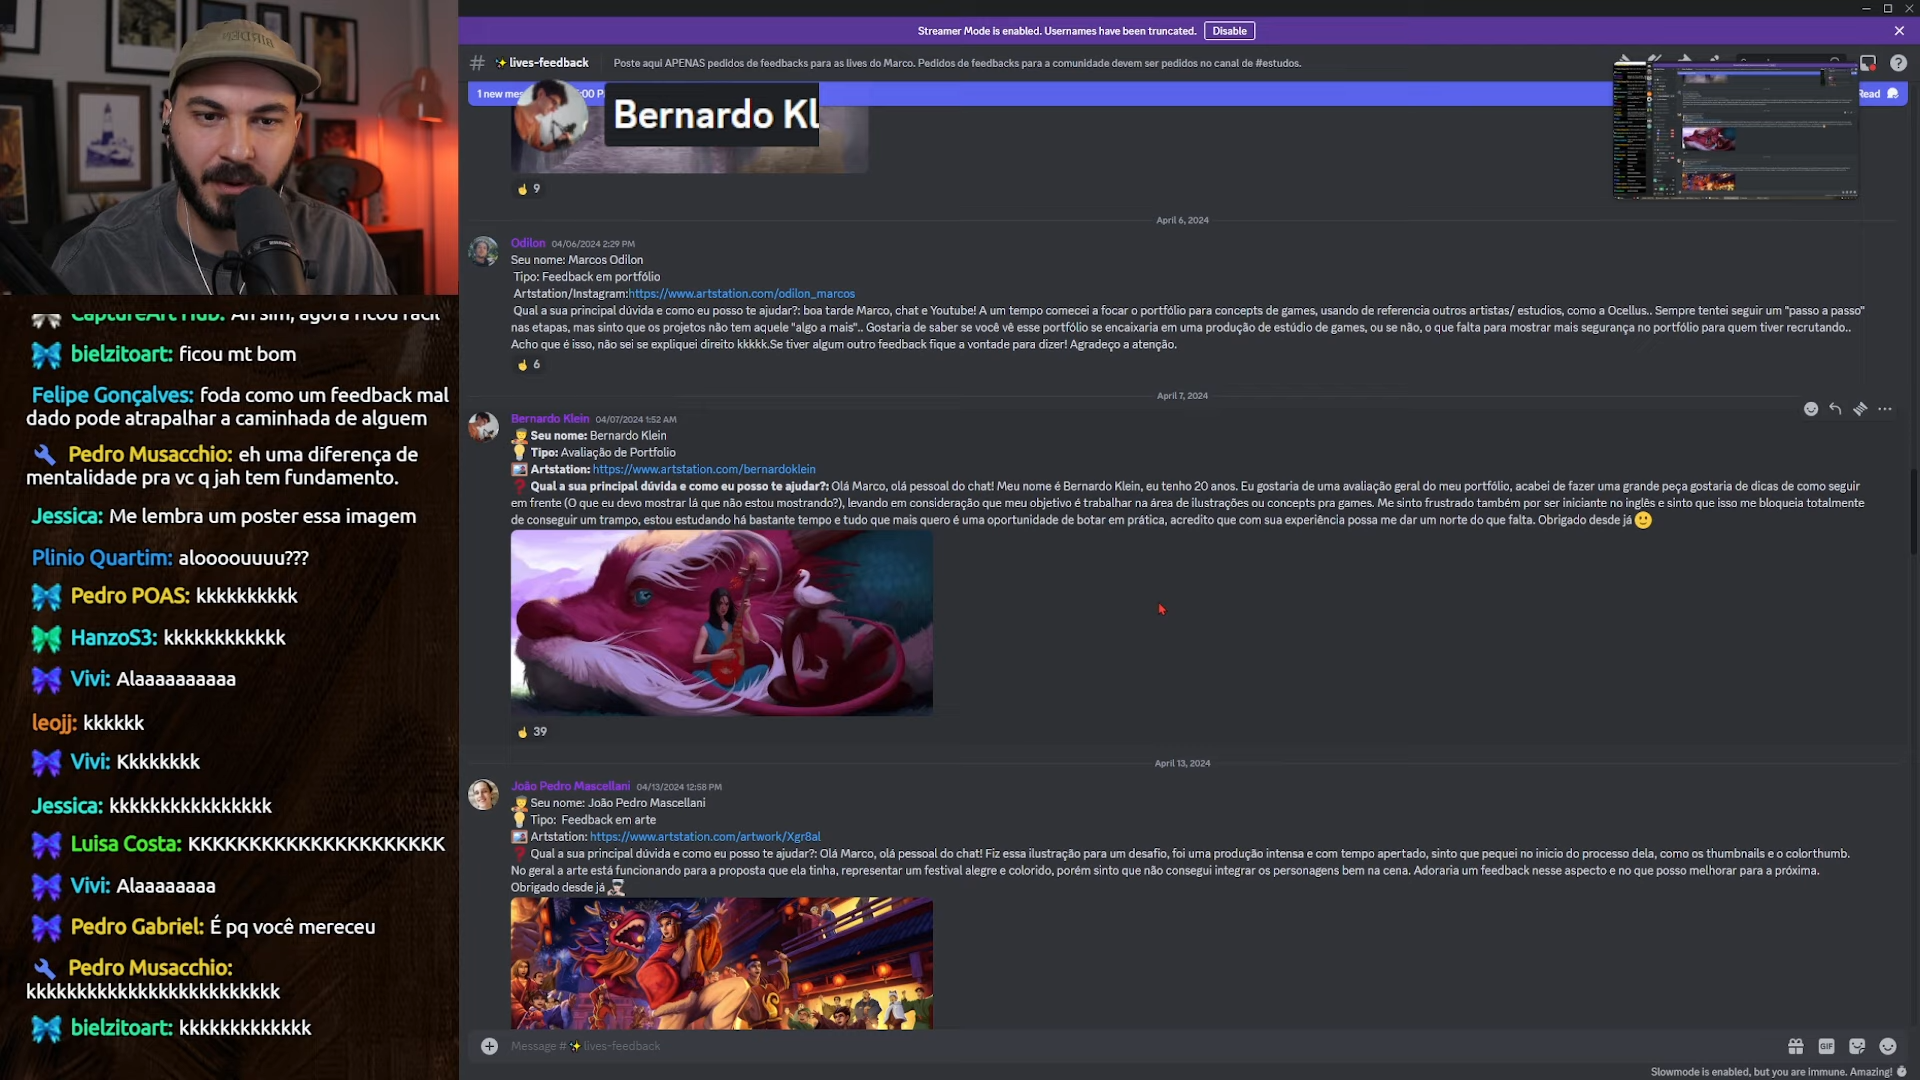 Streamer Mode is enabled. Usernames have been truncated. Disable
✨lives-feedback Poste aqui APENAS pedidos de feedbacks para as lives do Marco. Pedidos de feedbacks para a comunidade devem ser pedidos no canal de #estudos.
1 new mes
Bernardo Kl
9
April 6, 2024
Odilon 04/06/2024 2:29 PM
Seu nome: Marcos Odilon
Tipo: Feedback em portfólio
Artstation/Instagram:https://www.artstation.com/odilon_marcos
Qual a sua principal dúvida e como eu posso te ajudar?: boa tarde Marco, chat e Youtube! A um tempo comecei a focar o portfólio para concepts de games, usando de referencia outros artistas/ estudios, como a Ocellus.. Sempre tentei seguir um "passo a passo"
nas etapas, mas sinto que os projetos não tem aquele "algo a mais".. Gostaria de saber se você vê esse portfólio se encaixaria em uma produção de estúdio de games, ou se não, o que falta para mostrar mais segurança no portfólio para quem tiver recrutando..
Acho que é isso, não sei se expliquei direito kkkkk.Se tiver algum outro feedback fique a vontade para dizer! Agradeço a atenção.
6
April 7, 2024
Bernardo Klein 04/07/2024 1:52 AM
Seu nome: Bernardo Klein
Tipo: Avaliação de Portfolio
Artstation: https://www.artstation.com/bernardoklein
❓ Qual a sua principal dúvida e como eu posso te ajudar?: Olá Marco, olá pessoal do chat! Meu nome é Bernardo Klein, eu tenho 20 anos. Eu gostaria de uma avaliação geral do meu portfólio, acabei de fazer uma grande peça gostaria de dicas de como seguir
em frente (O que eu devo mostrar lá que não estou mostrando?), levando em consideração que meu objetivo é trabalhar na área de ilustrações ou concepts pra games. Me sinto frustrado também por ser iniciante no inglês e sinto que isso me bloqueia totalmente
de conseguir um trampo, estou estudando há bastante tempo e tudo que mais quero é uma oportunidade de botar em prática, acredito que com sua experiência possa me dar um norte do que falta. Obrigado desde já 🙂
39
April 13, 2024
João Pedro Mascellani 04/13/2024 12:58 PM
Seu nome: João Pedro Mascellani
Tipo: Feedback em arte
Artstation: https://www.artstation.com/artwork/Xgr8al
❓ Qual a sua principal dúvida e como eu posso te ajudar?: Olá Marco, olá pessoal do chat! Fiz essa ilustração para um desafio, foi uma produção intensa e com tempo apertado, sinto que pequei no inicio do processo dela, como os thumbnails e o colorthumb.
No geral a arte está funcionando para a proposta que ela tinha, representar um festival alegre e colorido, porém sinto que não consegui integrar os personagens bem na cena. Adoraria um feedback nesse aspecto e no que posso melhorar para a próxima.
Obrigado desde já
Message #✨lives-feedback
GIF
Slowmode is enabled, but you are immune. Amazing!
CaptureArt Hub: Ah sim, agora ficou fácil
bielzitoart: ficou mt bom
Felipe Gonçalves: foda como um feedback mal
dado pode atrapalhar a caminhada de alguem
Pedro Musacchio: eh uma diferença de
mentalidade pra vc q jah tem fundamento.
Jessica: Me lembra um poster essa imagem
Plinio Quartim: aloooouuuu???
Pedro POAS: kkkkkkkkkk
HanzoS3: kkkkkkkkkkkk
Vivi: Alaaaaaaaaaa
leojj: kkkkkk
Vivi: Kkkkkkkk
Jessica: kkkkkkkkkkkkkkkk
Luisa Costa: KKKKKKKKKKKKKKKKKKKK
Vivi: Alaaaaaaaa
Pedro Gabriel: É pq você mereceu
Pedro Musacchio:
kkkkkkkkkkkkkkkkkkkkkkkk
bielzitoart: kkkkkkkkkkkkk